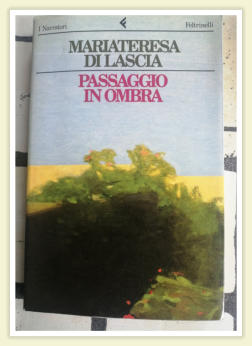 I Narratori
Feltrinelli
MARIATERESA
DI LASCIA
PASSAGGIO
IN OMBRA